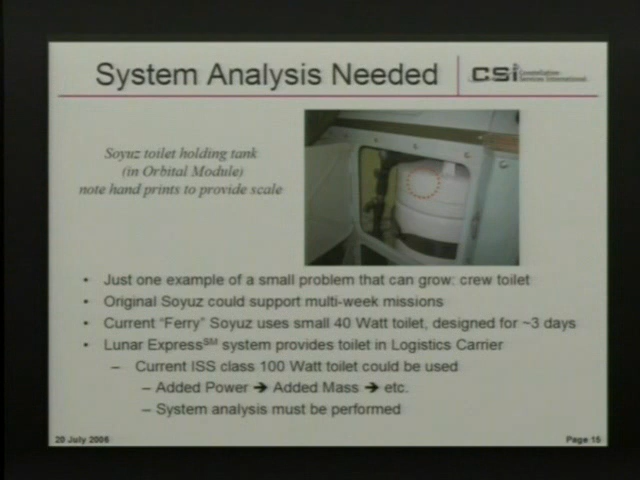 System Analysis Needed
CSi Constellation
Services International
Soyuz toilet holding tank
(in Orbital Module)
note hand prints to provide scale
• Just one example of a small problem that can grow: crew toilet
• Original Soyuz could support multi-week missions
• Current "Ferry" Soyuz uses small 40 Watt toilet, designed for ~3 days
• Lunar Express℠ system provides toilet in Logistics Carrier
– Current ISS class 100 Watt toilet could be used
– Added Power ➔ Added Mass ➔ etc.
– System analysis must be performed
20 July 2006
Page 15